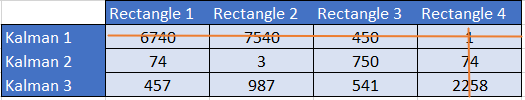 Rectangle 1 Rectangle 2 Rectangle 3 Rectangle 4
Kalman 1 6740 7540 450 1
Kalman 2 74 3 750 74
Kalman 3 457 987 541 2258